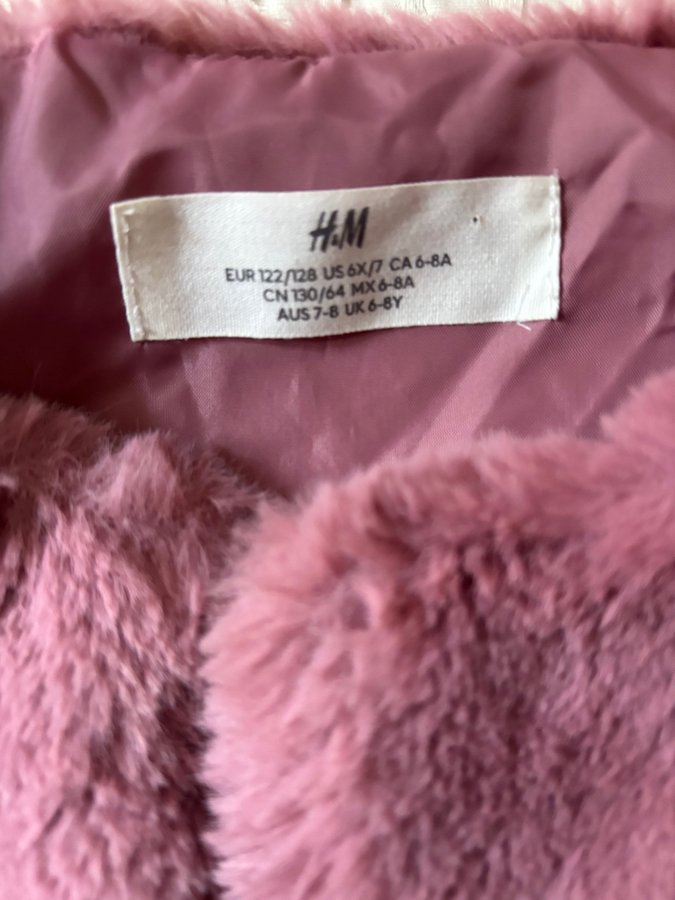 H&M
EUR 122/128 US 6X/7 CA 6-8A
CN 130/64 MX 6-8A
AUS 7-8 UK 6-8Y